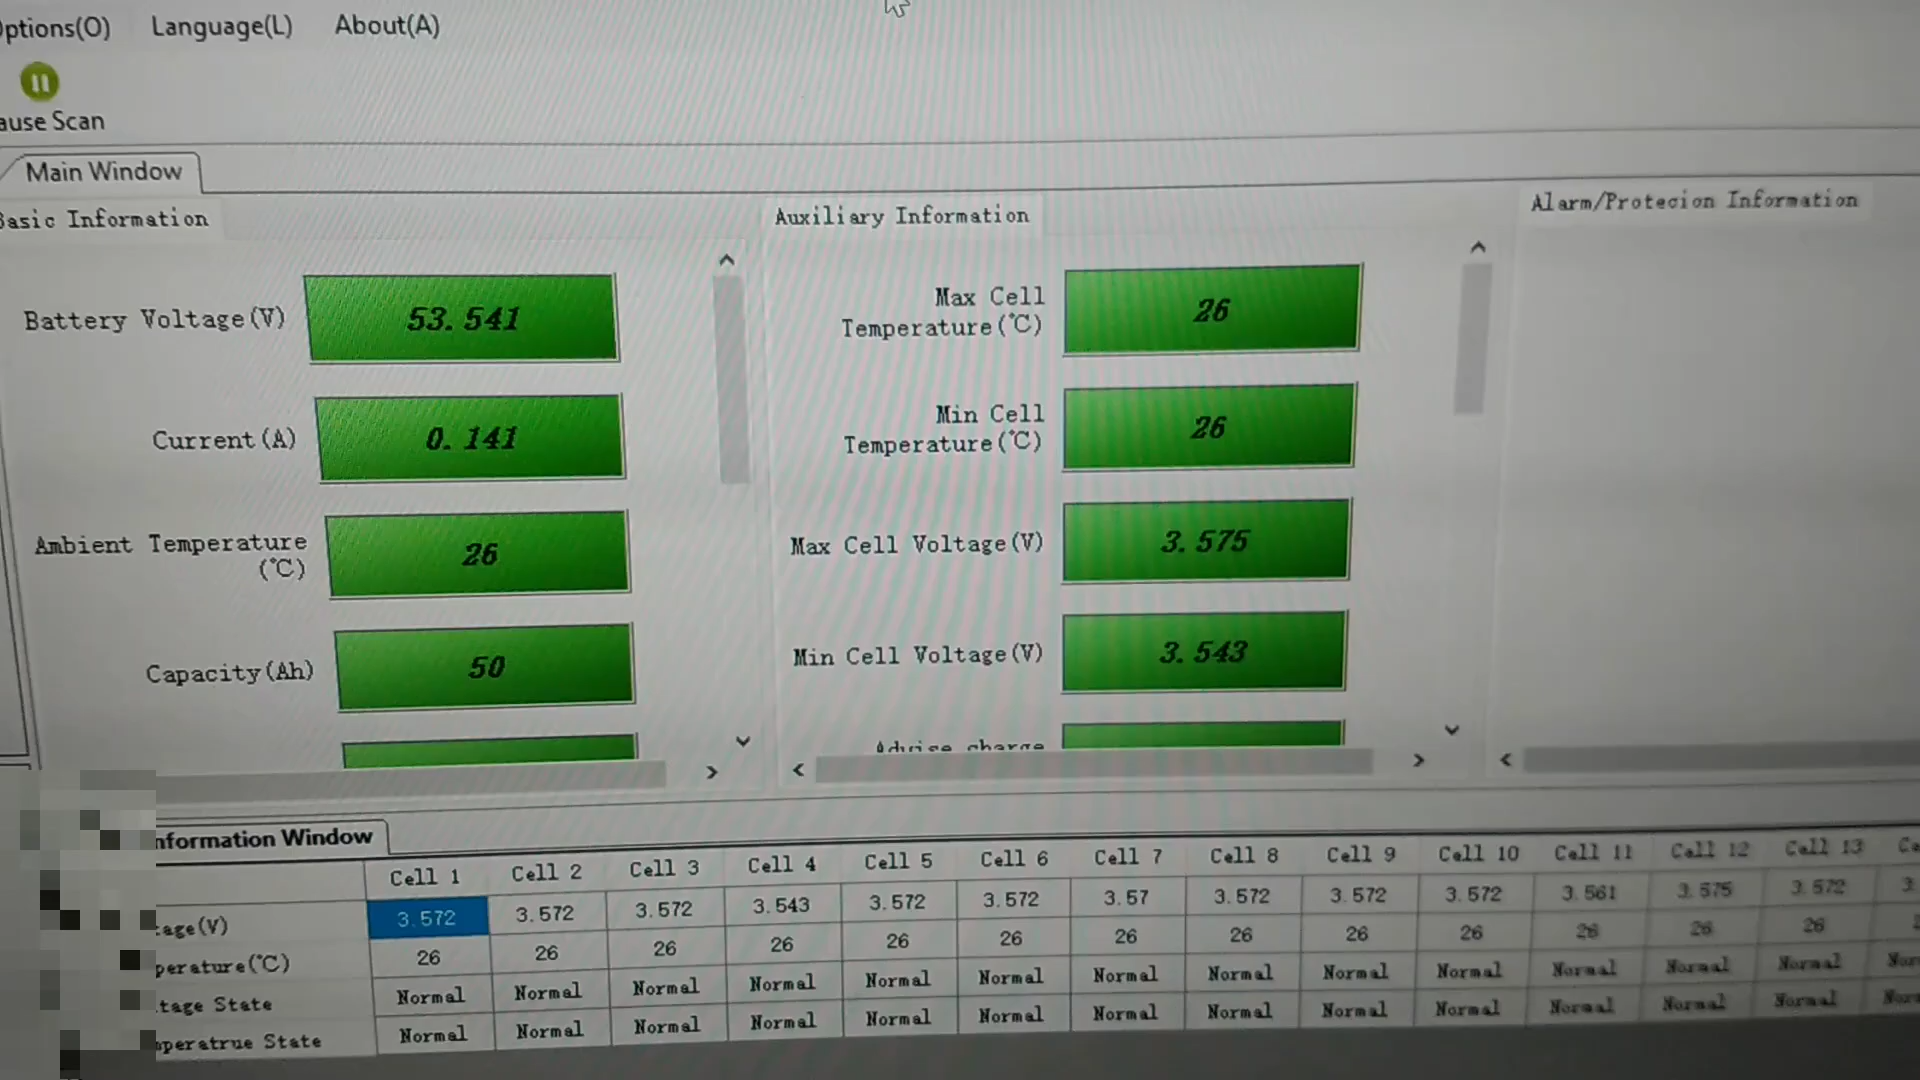 ptions(O) Language(L) About(A)
ause Scan
Main Window
Basic Information
Auxiliary Information
Alarm/Protecion Information
Battery Voltage(V) 53.541
Current(A) 0.141
Ambient Temperature (℃) 26
Capacity(Ah) 50
Max Cell Temperature(℃) 26
Min Cell Temperature(℃) 26
Max Cell Voltage(V) 3.575
Min Cell Voltage(V) 3.543
Advise charge
nformation Window
Cell 1 Cell 2 Cell 3 Cell 4 Cell 5 Cell 6 Cell 7 Cell 8 Cell 9 Cell 10 Cell 11 Cell 12 Cell 13 Ce
tage(V) 3.572 3.572 3.572 3.543 3.572 3.572 3.57 3.572 3.572 3.572 3.561 3.575 3.572 3.
perature(℃) 26 26 26 26 26 26 26 26 26 26 26 26 26
tage State Normal Normal Normal Normal Normal Normal Normal Normal Normal Normal Normal Normal Normal Nor
peratrue State Normal Normal Normal Normal Normal Normal Normal Normal Normal Normal Normal Normal Normal Nor